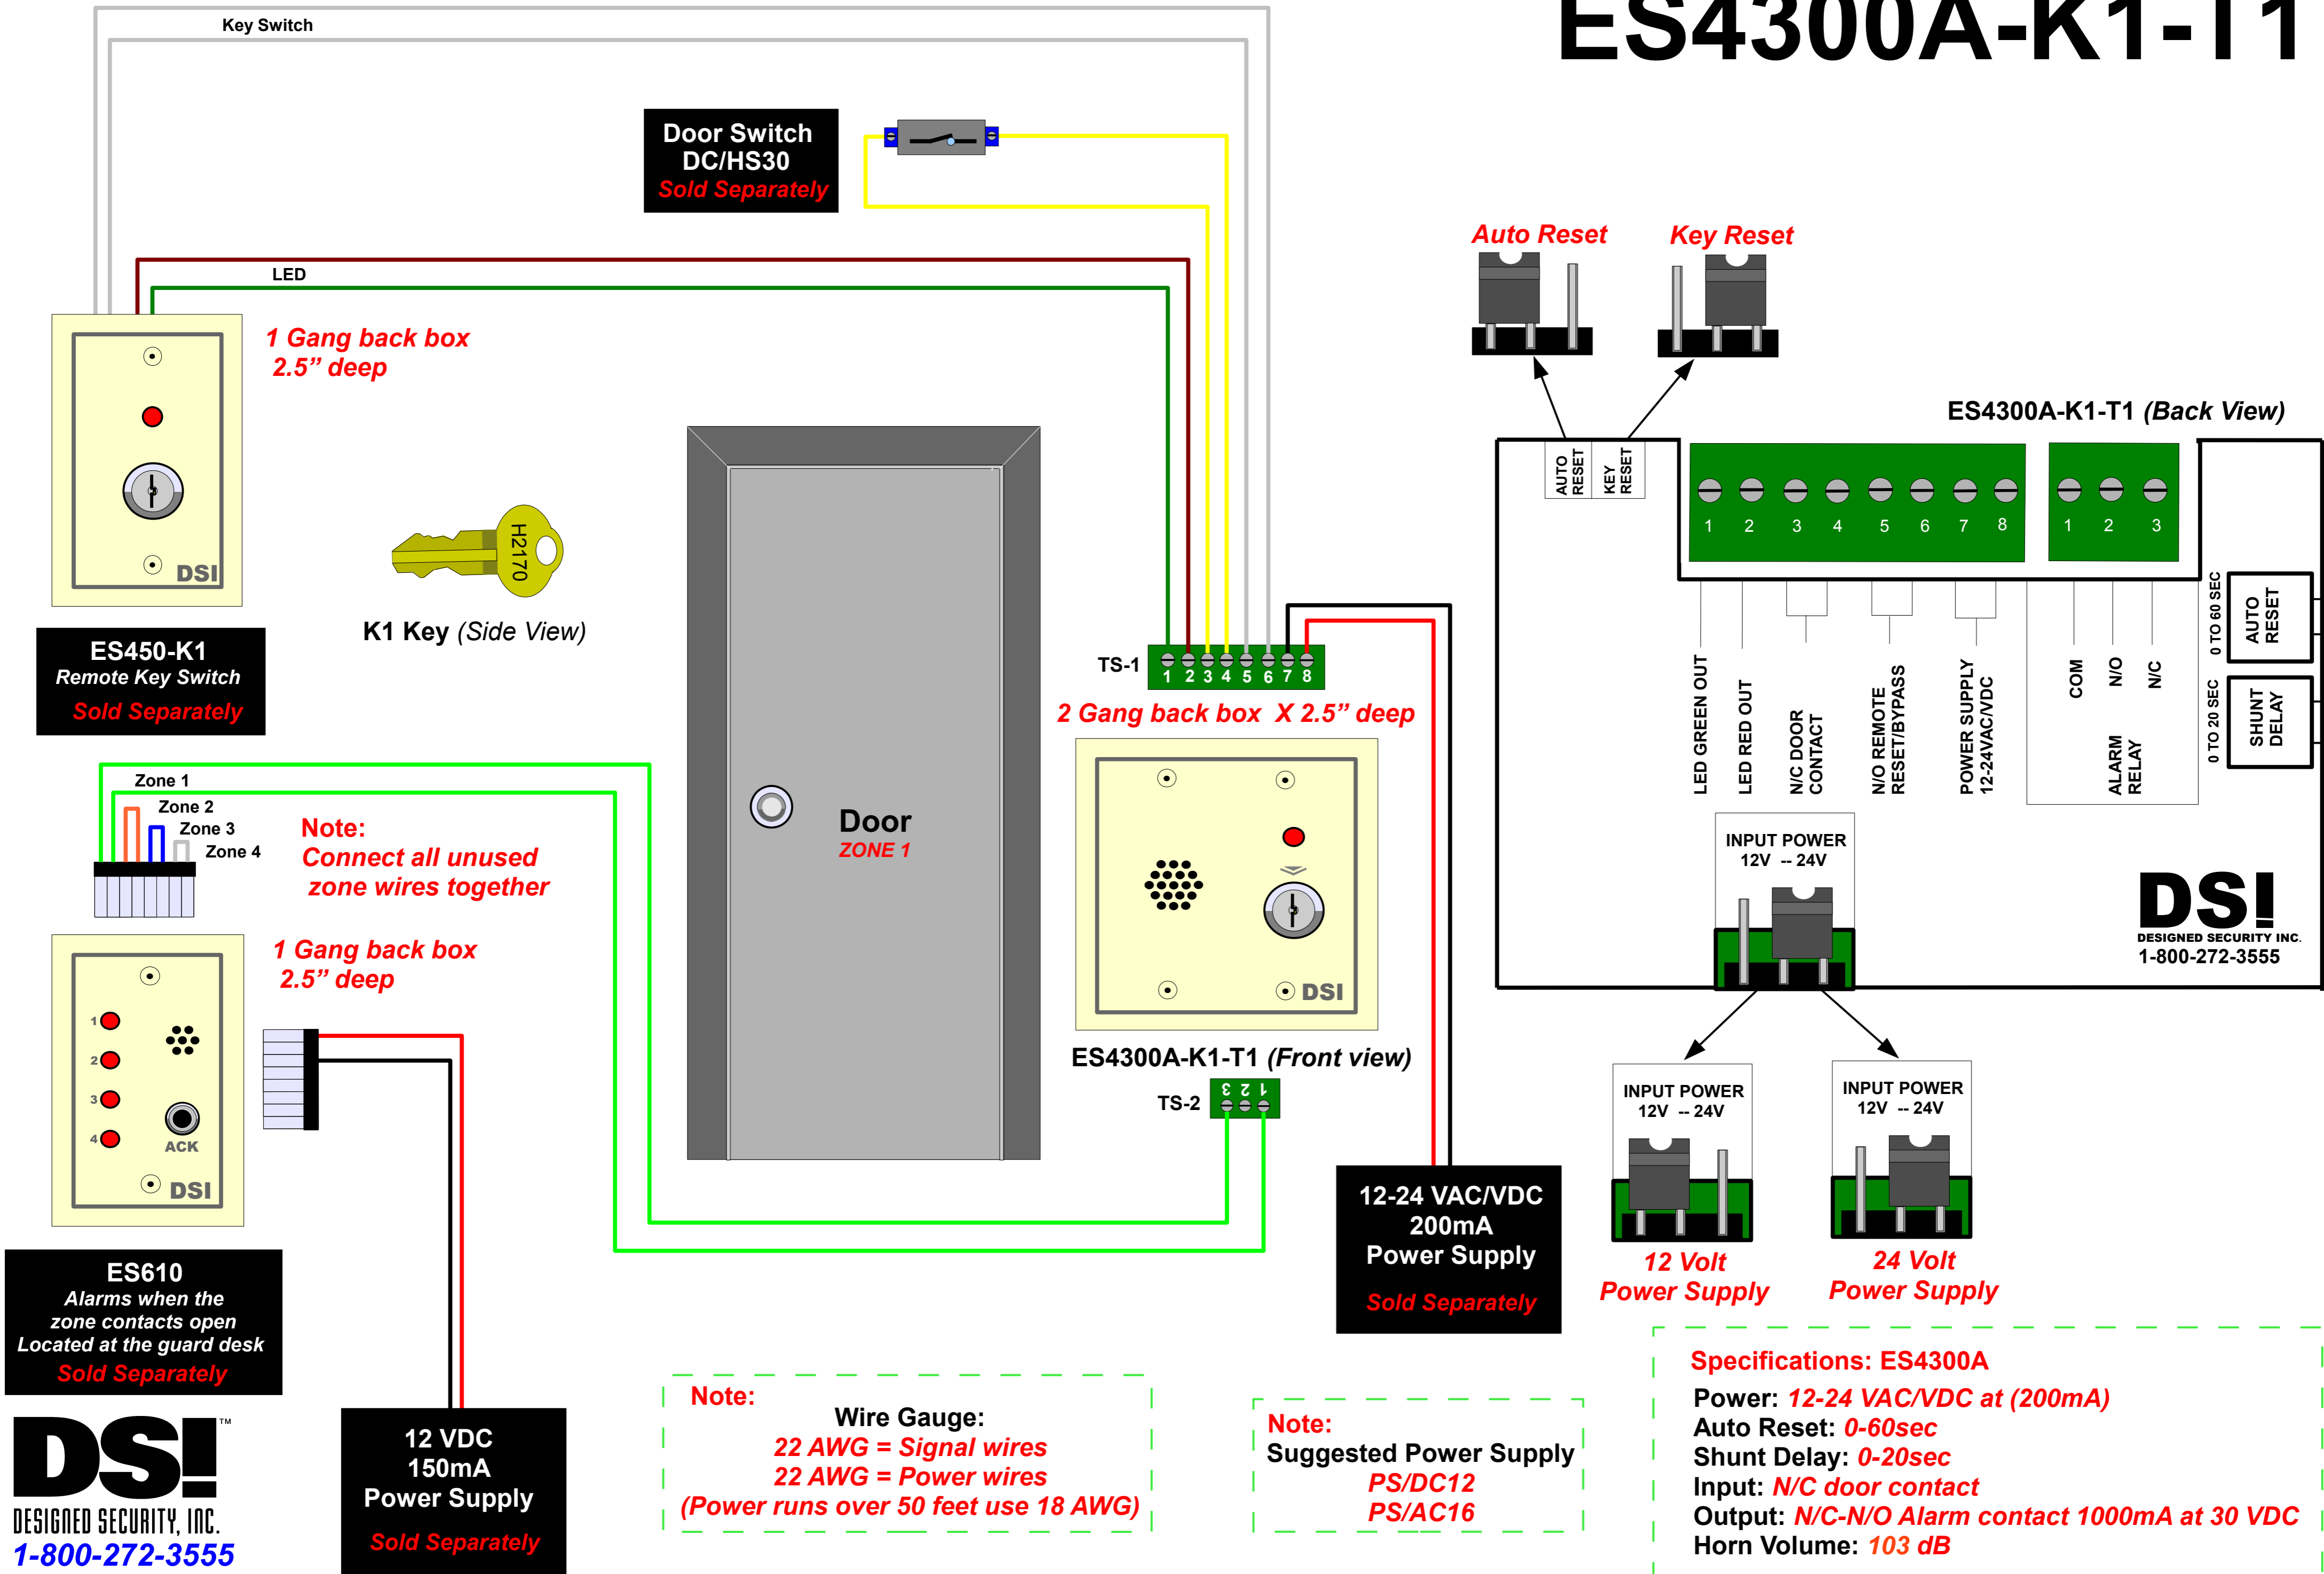 ES4300A-K1-T1
Key Switch
Door Switch
DC/HS30
Sold Separately
LED
1 Gang back box
2.5” deep
DSI
ES450-K1
Remote Key Switch
Sold Separately
H2170
K1 Key (Side View)
Auto Reset
Key Reset
ES4300A-K1-T1 (Back View)
AUTO
RESET
KEY
RESET
1 2 3 4 5 6 7 8
1 2 3
LED GREEN OUT
LED RED OUT
N/C DOOR
CONTACT
N/O REMOTE
RESET/BYPASS
POWER SUPPLY
12-24VAC/VDC
COM
N/O
N/C
ALARM
RELAY
0 TO 60 SEC
AUTO
RESET
0 TO 20 SEC
SHUNT
DELAY
INPUT POWER
12V -- 24V
DSI
DESIGNED SECURITY INC.
1-800-272-3555
INPUT POWER
12V -- 24V
12 Volt
Power Supply
INPUT POWER
12V -- 24V
24 Volt
Power Supply
TS-1
1 2 3 4 5 6 7 8
2 Gang back box X 2.5” deep
DSI
ES4300A-K1-T1 (Front view)
TS-2
3 2 1
Door
ZONE 1
Zone 1
Zone 2
Zone 3
Zone 4
Note:
Connect all unused
zone wires together
1 Gang back box
2.5” deep
1
2
3
4
ACK
DSI
ES610
Alarms when the
zone contacts open
Located at the guard desk
Sold Separately
DSI™
DESIGNED SECURITY, INC.
1-800-272-3555
12 VDC
150mA
Power Supply
Sold Separately
12-24 VAC/VDC
200mA
Power Supply
Sold Separately
Note:
Wire Gauge:
22 AWG = Signal wires
22 AWG = Power wires
(Power runs over 50 feet use 18 AWG)
Note:
Suggested Power Supply
PS/DC12
PS/AC16
Specifications: ES4300A
Power: 12-24 VAC/VDC at (200mA)
Auto Reset: 0-60sec
Shunt Delay: 0-20sec
Input: N/C door contact
Output: N/C-N/O Alarm contact 1000mA at 30 VDC
Horn Volume: 103 dB